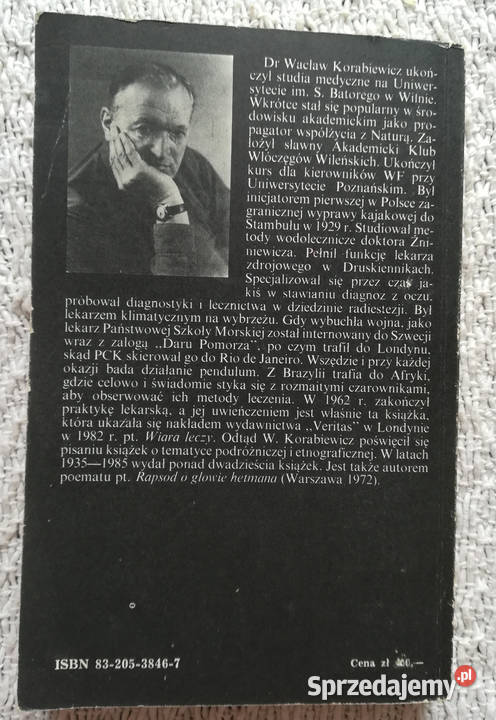 Dr Wacław Korabiewicz ukoń-
czył studia medyczne na Uniwer-
sytecie im. S. Batorego w Wilnie.
Wkrótce stał się popularny w śro-
dowisku akademickim jako pro-
pagator współżycia z Naturą. Za-
łożył sławny Akademicki Klub
Włóczęgów Wileńskich. Ukończył
kurs dla kierowników WF przy
Uniwersytecie Poznańskim. Był
inicjatorem pierwszej w Polsce za-
granicznej wyprawy kajakowej do
Stambułu w 1929 r. Studiował me-
tody wodolecznicze doktora Żni-
niewicza. Pełnił funkcję lekarza
zdrojowego w Druskiennikach.
Specjalizował się przez czas ja-
kiś w stawianiu diagnoz z oczu,
próbował diagnostyki i lecznictwa w dziedzinie radiestezji. Był
lekarzem klimatycznym na wybrzeżu. Gdy wybuchła wojna, jako
lekarz Państwowej Szkoły Morskiej został internowany do Szwecji
wraz z załogą „Daru Pomorza”, po czym trafił do Londynu,
skąd PCK skierował go do Rio de Janeiro. Wszędzie i przy każdej
okazji bada działanie pendulum. Z Brazylii trafia do Afryki,
gdzie celowo i świadomie styka się z rozmaitymi czarownikami,
aby obserwować ich metody leczenia. W 1962 r. zakończył
praktykę lekarską, a jej uwieńczeniem jest właśnie ta książka,
która ukazała się nakładem wydawnictwa „Veritas” w Londynie
w 1982 r. pt. Wiara leczy. Odtąd W. Korabiewicz poświęcił się
pisaniu książek o tematyce podróżniczej i etnograficznej. W latach
1935—1985 wydał ponad dwadzieścia książek. Jest także autorem
poematu pt. Rapsod o głowie hetmana (Warszawa 1972).
ISBN 83-205-3846-7
Cena zł
Sprzedajemy.pl